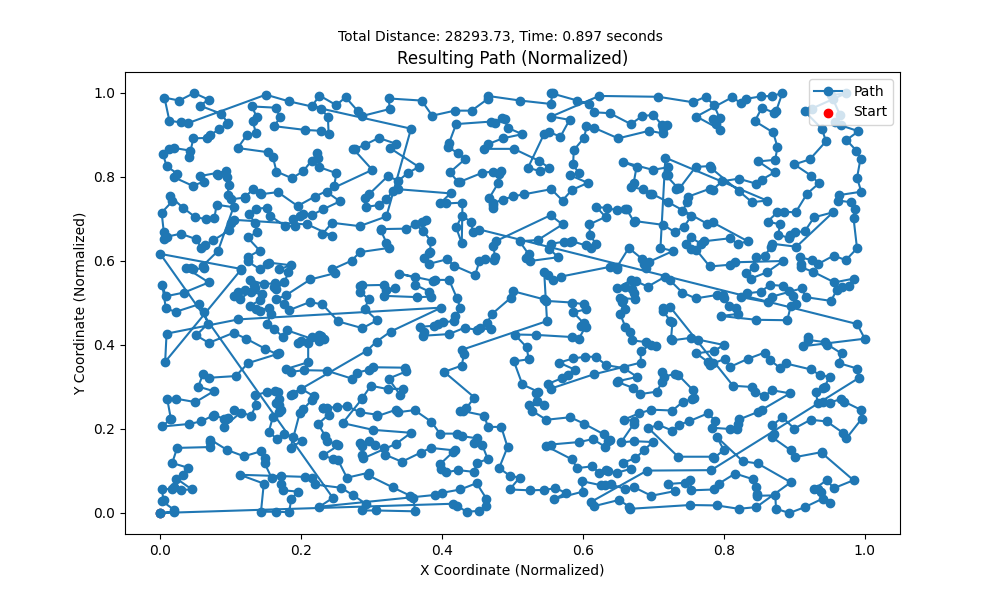 Total Distance: 28293.73, Time: 0.897 seconds
Resulting Path (Normalized)
Path
Start
1.0
0.8
0.6
0.4
0.2
0.0
Y Coordinate (Normalized)
0.0 0.2 0.4 0.6 0.8 1.0
X Coordinate (Normalized)